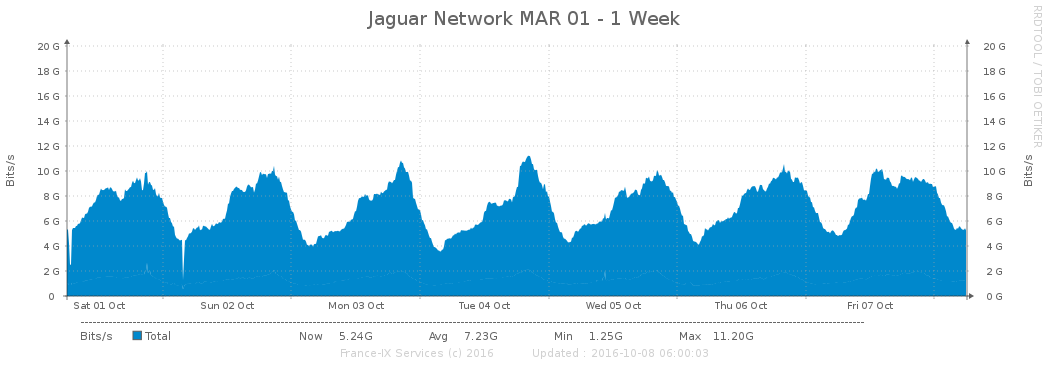 Jaguar Network MAR 01 - 1 Week
RRDTOOL / TOBI OETIKER
Bits/s
Bits/s
20 G 20 G
18 G 18 G
16 G 16 G
14 G 14 G
12 G 12 G
10 G 10 G
8 G 8 G
6 G 6 G
4 G 4 G
2 G 2 G
0 0 G
Sat 01 Oct Sun 02 Oct Mon 03 Oct Tue 04 Oct Wed 05 Oct Thu 06 Oct Fri 07 Oct
Bits/s Total Now 5.24G Avg 7.23G Min 1.25G Max 11.20G
France-IX Services (c) 2016 Updated : 2016-10-08 06:00:03